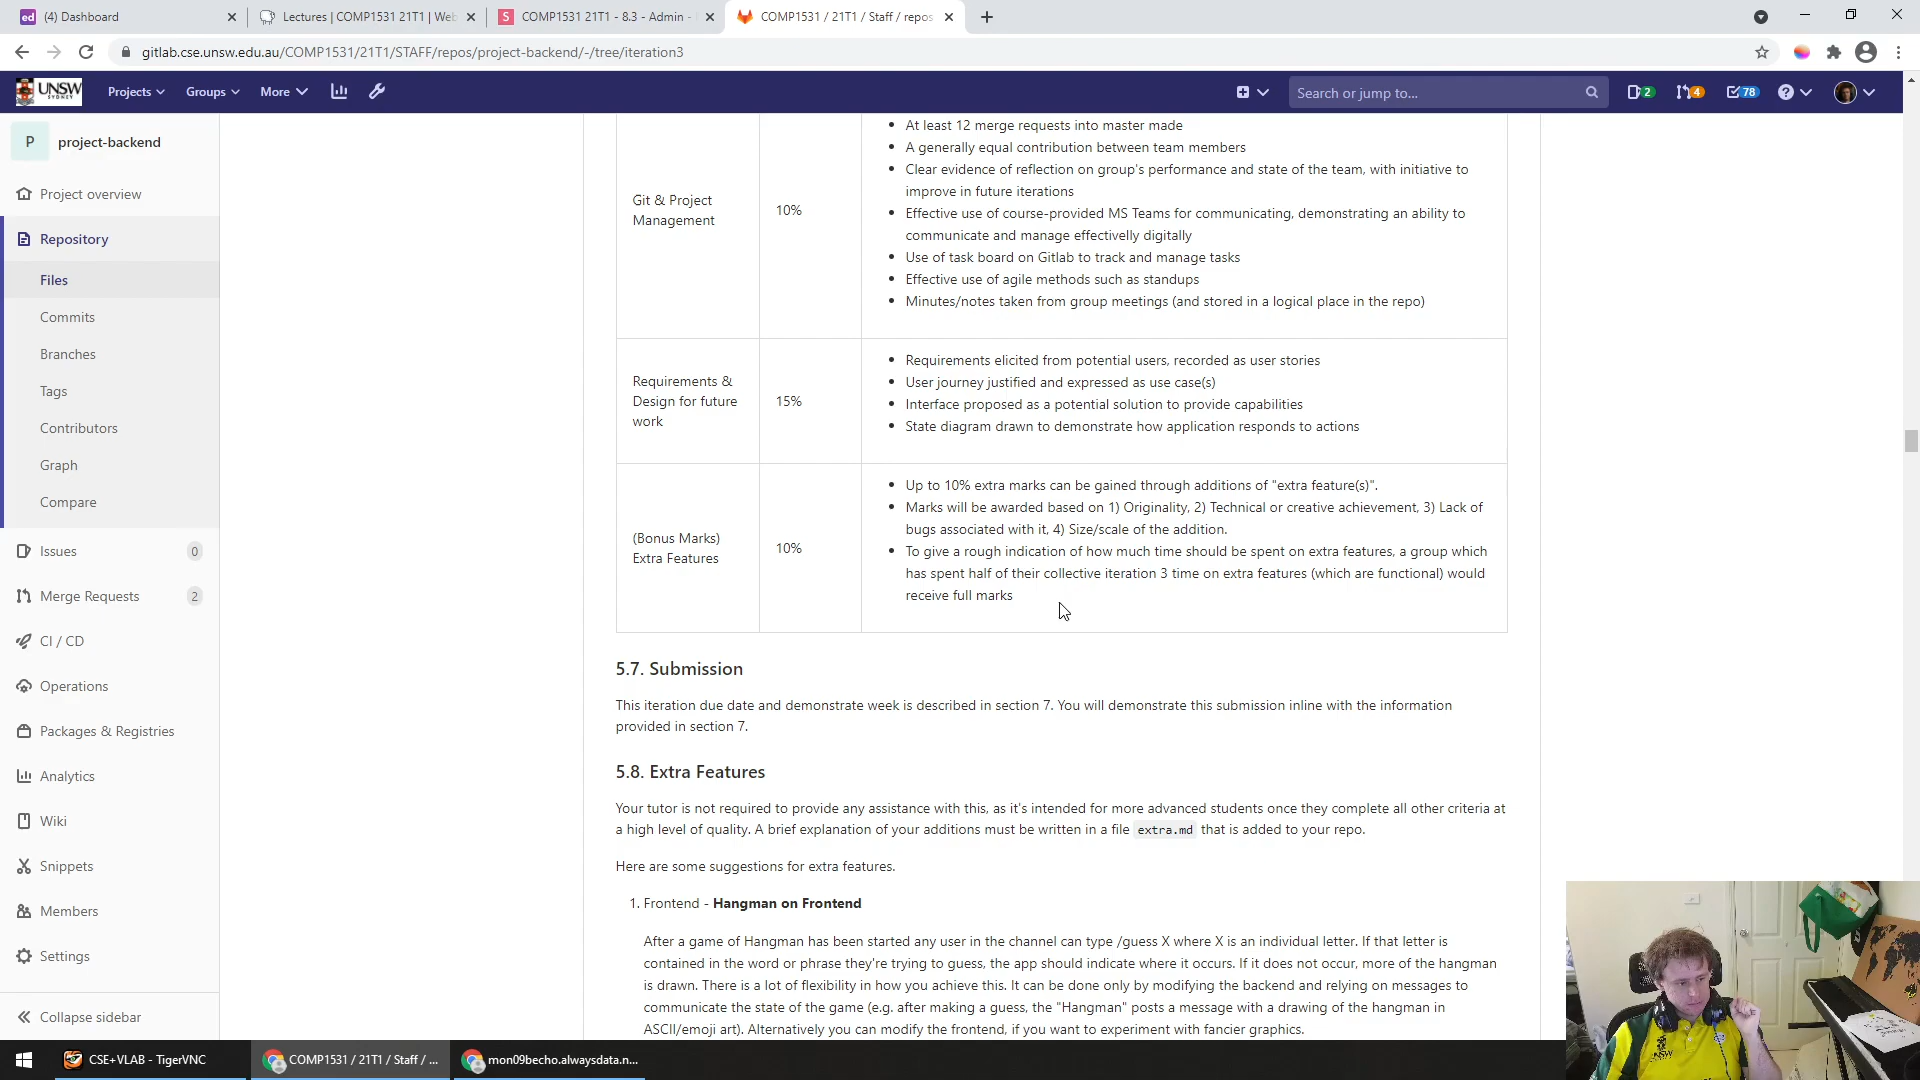 (4) Dashboard
Lectures | COMP1531 21T1 | Web
COMP1531 21T1 - 8.3 - Admin -
COMP1531 / 21T1 / Staff / repos
gitlab.cse.unsw.edu.au/COMP1531/21T1/STAFF/repos/project-backend/-/tree/iteration3
UNSW
SYDNEY
Projects
Groups
More
Search or jump to...
2
4
78
P
project-backend
Project overview
Repository
Files
Commits
Branches
Tags
Contributors
Graph
Compare
Issues 0
Merge Requests 2
CI / CD
Operations
Packages & Registries
Analytics
Wiki
Snippets
Members
Settings
Collapse sidebar
Git & Project
Management
10%
At least 12 merge requests into master made
A generally equal contribution between team members
Clear evidence of reflection on group's performance and state of the team, with initiative to
improve in future iterations
Effective use of course-provided MS Teams for communicating, demonstrating an ability to
communicate and manage effectivelly digitally
Use of task board on Gitlab to track and manage tasks
Effective use of agile methods such as standups
Minutes/notes taken from group meetings (and stored in a logical place in the repo)
Requirements &
Design for future
work
15%
Requirements elicited from potential users, recorded as user stories
User journey justified and expressed as use case(s)
Interface proposed as a potential solution to provide capabilities
State diagram drawn to demonstrate how application responds to actions
(Bonus Marks)
Extra Features
10%
Up to 10% extra marks can be gained through additions of "extra feature(s)".
Marks will be awarded based on 1) Originality, 2) Technical or creative achievement, 3) Lack of
bugs associated with it, 4) Size/scale of the addition.
To give a rough indication of how much time should be spent on extra features, a group which
has spent half of their collective iteration 3 time on extra features (which are functional) would
receive full marks
5.7. Submission
This iteration due date and demonstrate week is described in section 7. You will demonstrate this submission inline with the information
provided in section 7.
5.8. Extra Features
Your tutor is not required to provide any assistance with this, as it's intended for more advanced students once they complete all other criteria at
a high level of quality. A brief explanation of your additions must be written in a file extra.md that is added to your repo.
Here are some suggestions for extra features.
1. Frontend - Hangman on Frontend
After a game of Hangman has been started any user in the channel can type /guess X where X is an individual letter. If that letter is
contained in the word or phrase they're trying to guess, the app should indicate where it occurs. If it does not occur, more of the hangman
is drawn. There is a lot of flexibility in how you achieve this. It can be done only by modifying the backend and relying on messages to
communicate the state of the game (e.g. after making a guess, the "Hangman" posts a message with a drawing of the hangman in
ASCII/emoji art). Alternatively you can modify the frontend, if you want to experiment with fancier graphics.
CSE+VLAB - TigerVNC
COMP1531 / 21T1 / Staff / ...
mon09becho.alwaysdata.n...